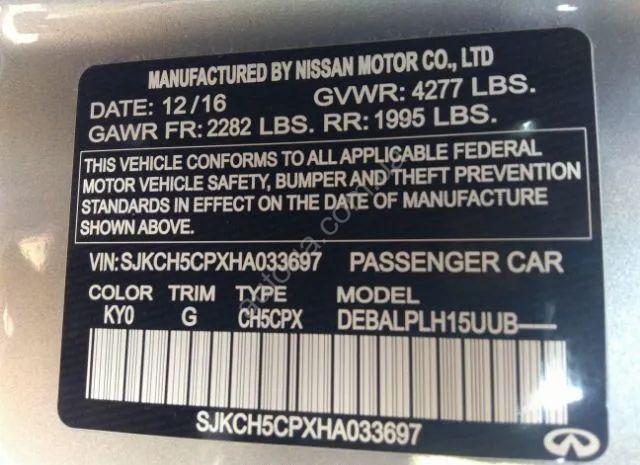 MANUFACTURED BY NISSAN MOTOR CO., LTD
DATE: 12/16 GVWR: 4277 LBS.
GAWR FR: 2282 LBS. RR: 1995 LBS.
THIS VEHICLE CONFORMS TO ALL APPLICABLE FEDERAL
MOTOR VEHICLE SAFETY, BUMPER AND THEFT PREVENTION
STANDARDS IN EFFECT ON THE DATE OF MANUFACTURE
SHOWN ABOVE.
VIN: SJKCH5CPXHA033697 PASSENGER CAR
COLOR TRIM TYPE MODEL
KY0 G CH5CPX DEBALPLH15UUB-----
SJKCH5CPXHA033697